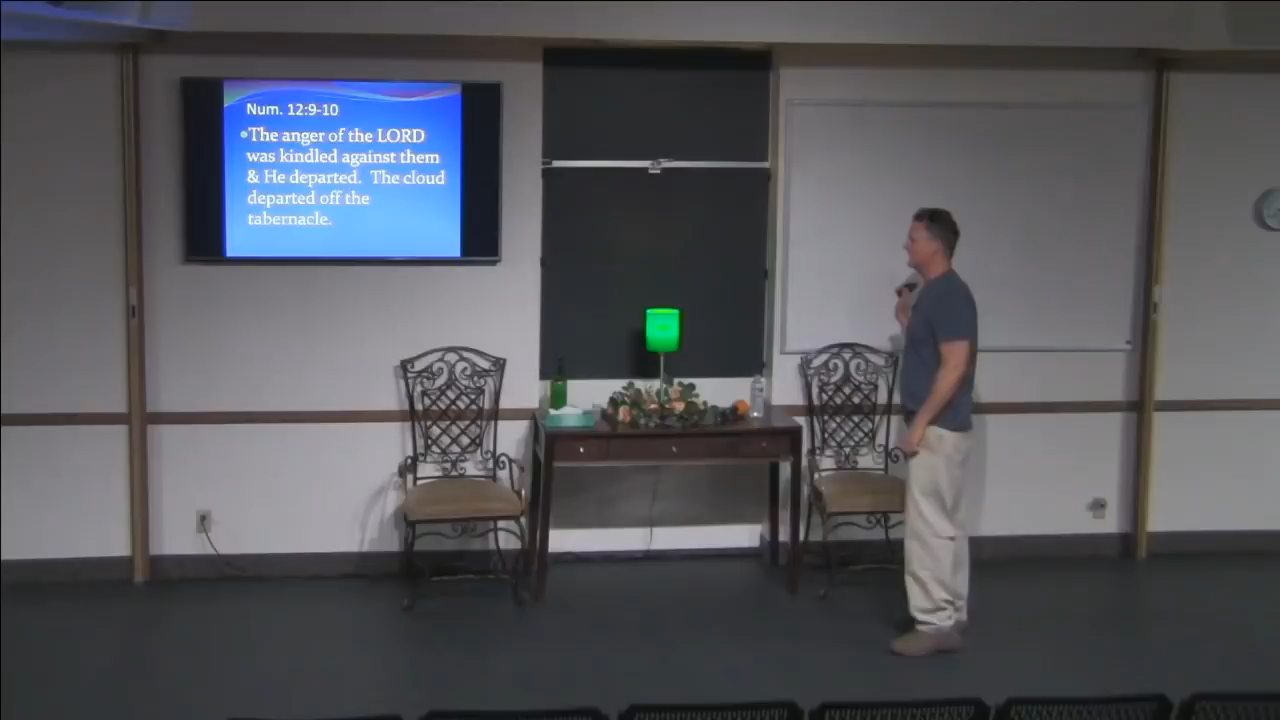 Num. 12:9-10
•The anger of the LORD
was kindled against them
& He departed.  The cloud
departed off the
tabernacle.